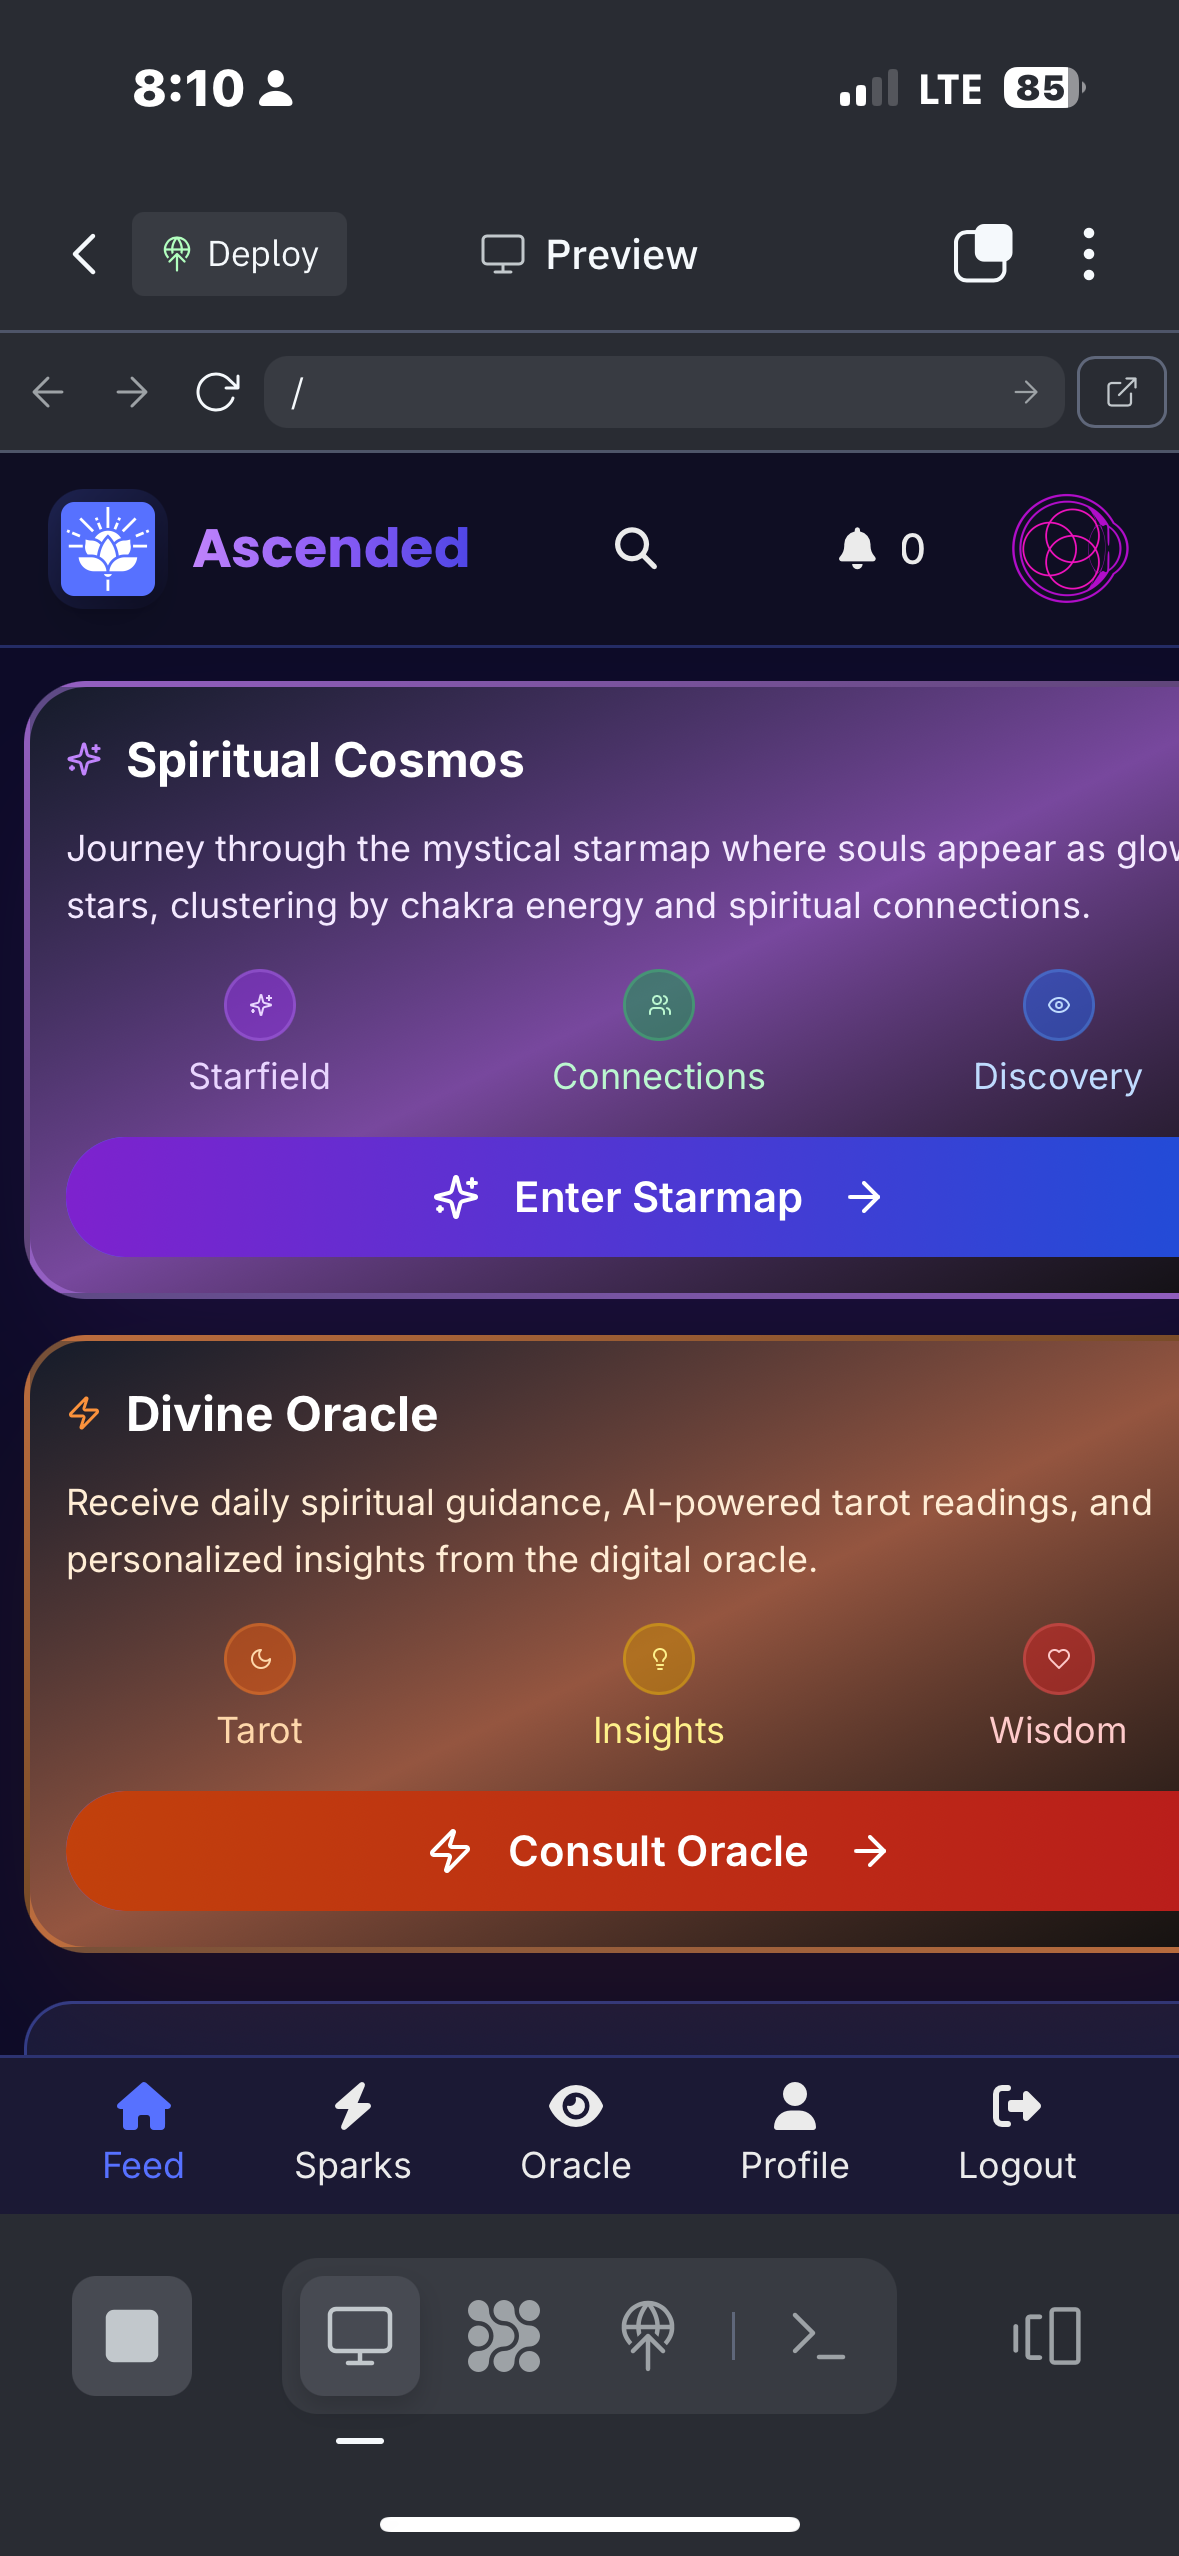 8:10
LTE
85
Deploy
Preview
/
Ascended
0
Spiritual Cosmos
Journey through the mystical starmap where souls appear as
stars, clustering by chakra energy and spiritual connections.
Starfield
Connections
Discovery
Enter Starmap
Divine Oracle
Receive daily spiritual guidance, AI-powered tarot readings, and
personalized insights from the digital oracle.
Tarot
Insights
Wisdom
Consult Oracle
Feed
Sparks
Oracle
Profile
Logout